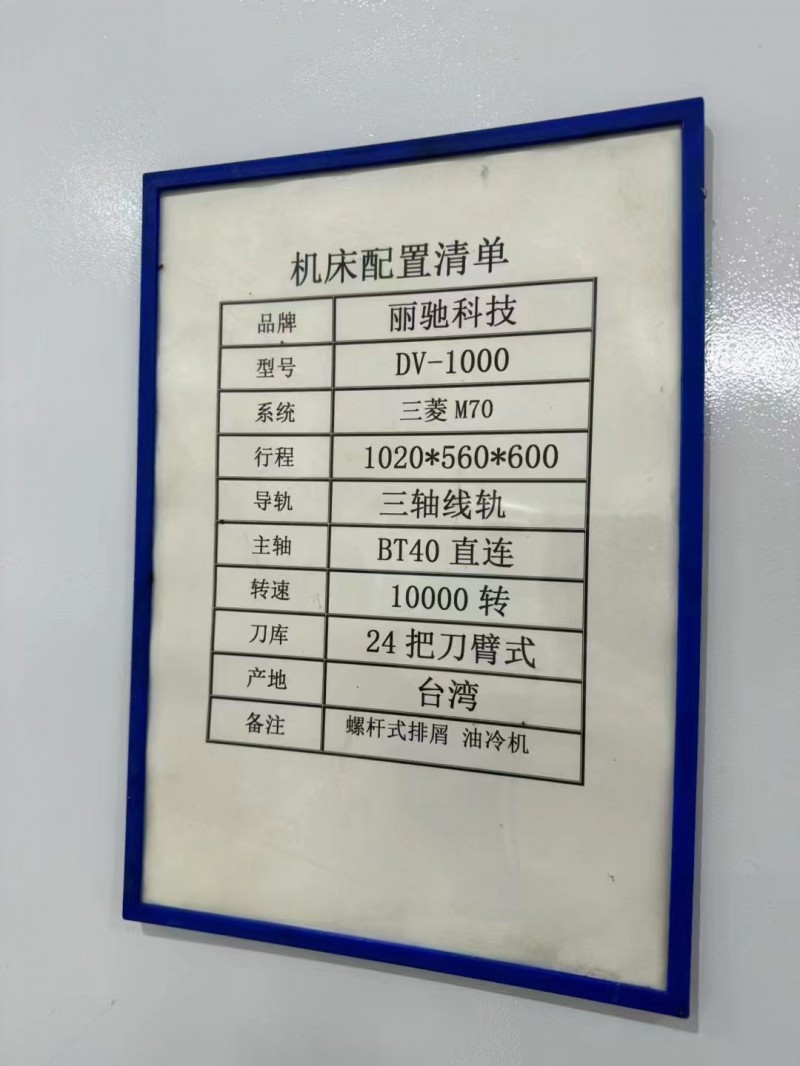 机床配置清单
品牌 丽驰科技
型号 DV-1000
系统 三菱 M70
行程 1020*560*600
导轨 三轴线轨
主轴 BT40 直连
转速 10000 转
刀库 24 把刀臂式
产地 台湾
备注 螺杆式排屑 油冷机